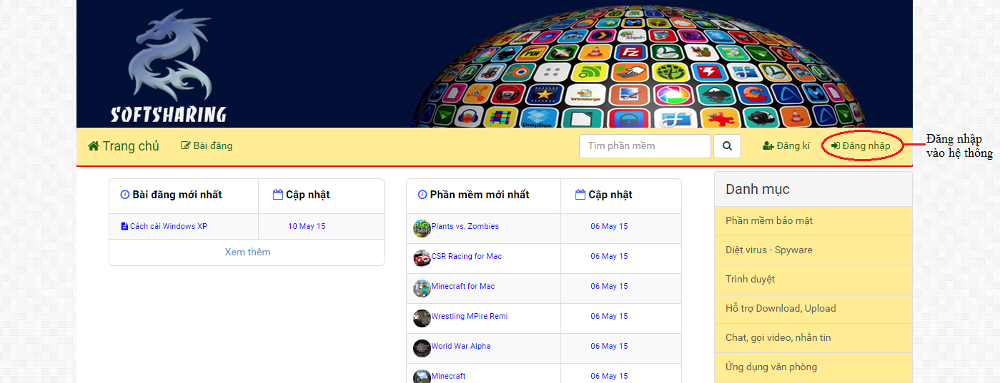 SOFTSHARING
PDF
WinMerge
Dropbox
Trang chủ
Bài đăng
Tìm phần mềm
Đăng kí
Đăng nhập
Đăng nhập
vào hệ thông
Bài đăng mới nhất
Cập nhật
Cách cài Windows XP
10 May 15
Xem thêm
Phần mềm mới nhất
Cập nhật
Plants vs. Zombies
06 May 15
CSR Racing for Mac
06 May 15
Minecraft for Mac
06 May 15
Wrestling MPire Remi
06 May 15
World War Alpha
06 May 15
Minecraft
06 May 15
Danh mục
Phần mềm bảo mật
Diệt virus - Spyware
Trình duyệt
Hỗ trợ Download, Upload
Chat, gọi video, nhắn tin
Ứng dụng văn phòng